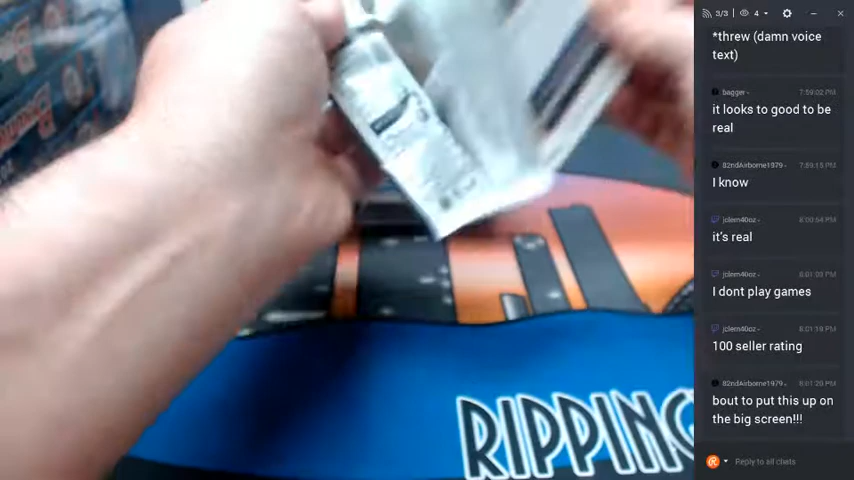 3/3
4
*threw (damn voice
text)
bagger -
7:59:02 PM
it looks to good to be
real
82ndAirborne1979 -
7:59:15 PM
I know
jclem40oz -
8:00:54 PM
it's real
jclem40oz -
8:01:03 PM
I dont play games
jclem40oz -
8:01:18 PM
100 seller rating
82ndAirborne1979 -
8:01:20 PM
bout to put this up on
the big screen!!!
Reply to all chats
RIPPING